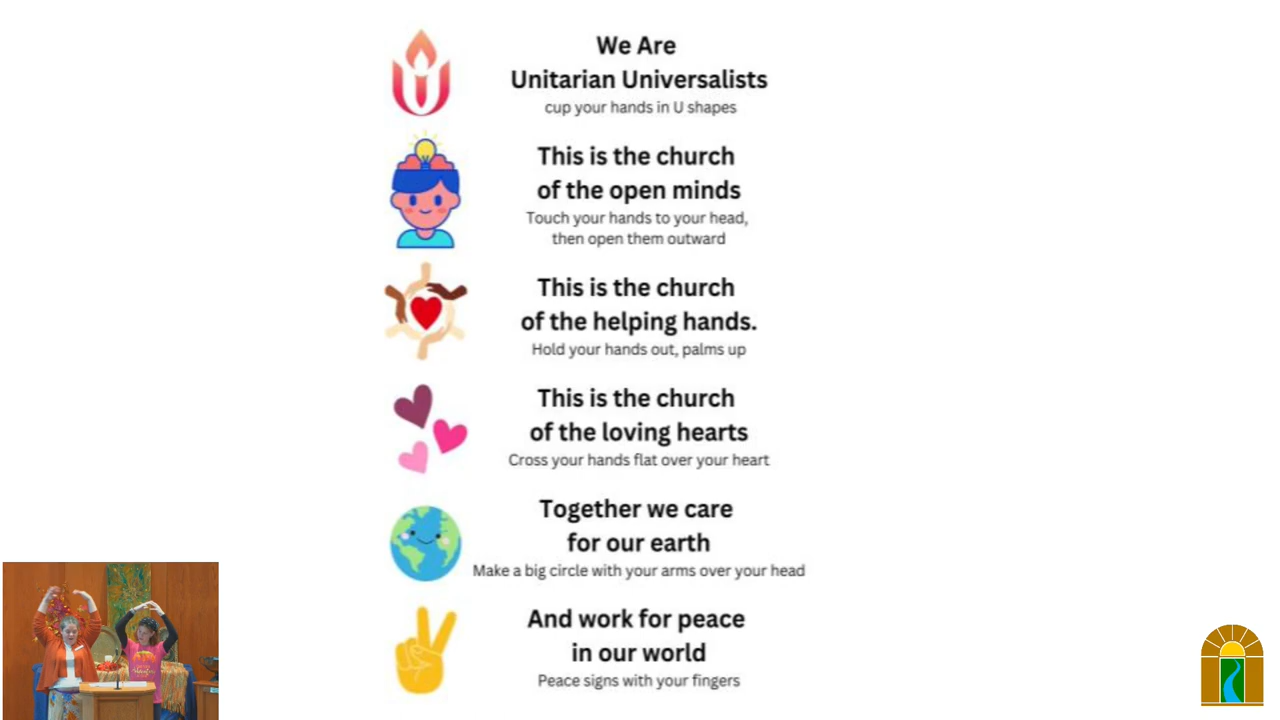 We Are
Unitarian Universalists
cup your hands in U shapes
This is the church
of the open minds
Touch your hands to your head,
then open them outward
This is the church
of the helping hands.
Hold your hands out, palms up
This is the church
of the loving hearts
Cross your hands flat over your heart
Together we care
for our earth
Make a big circle with your arms over your head
And work for peace
in our world
Peace signs with your fingers